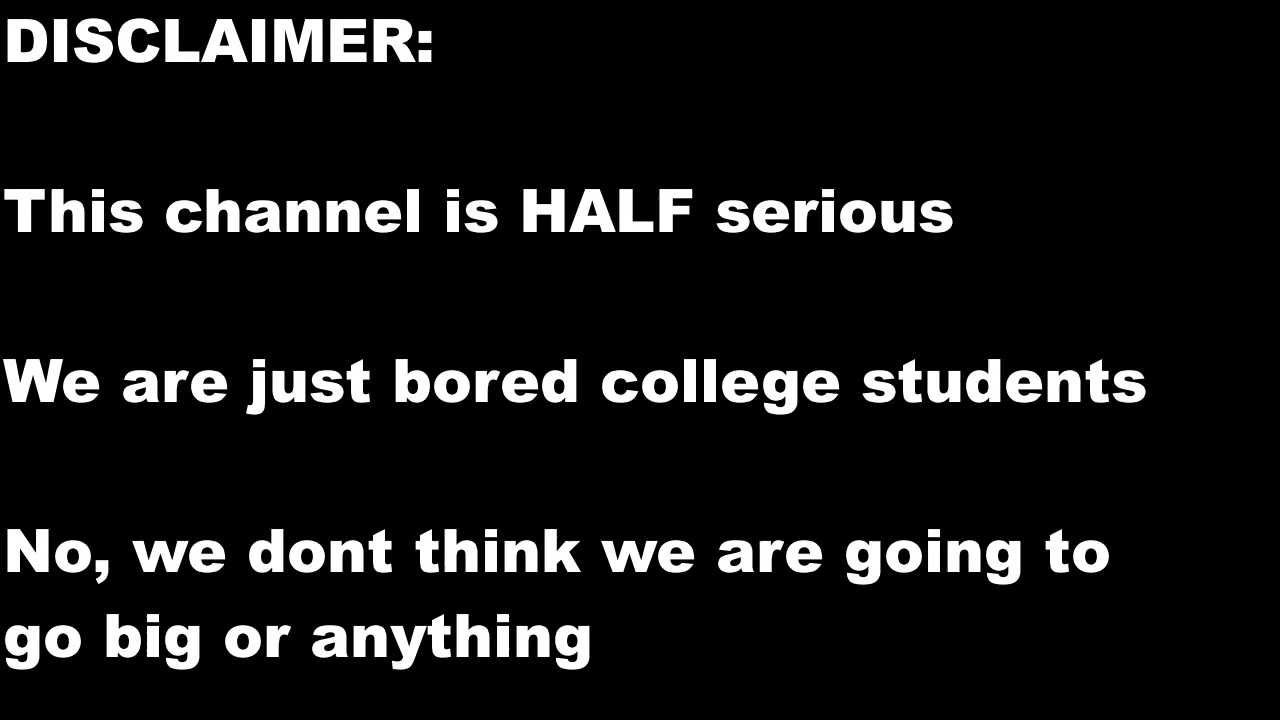 DISCLAIMER:
This channel is HALF serious
We are just bored college students
No, we dont think we are going to
go big or anything